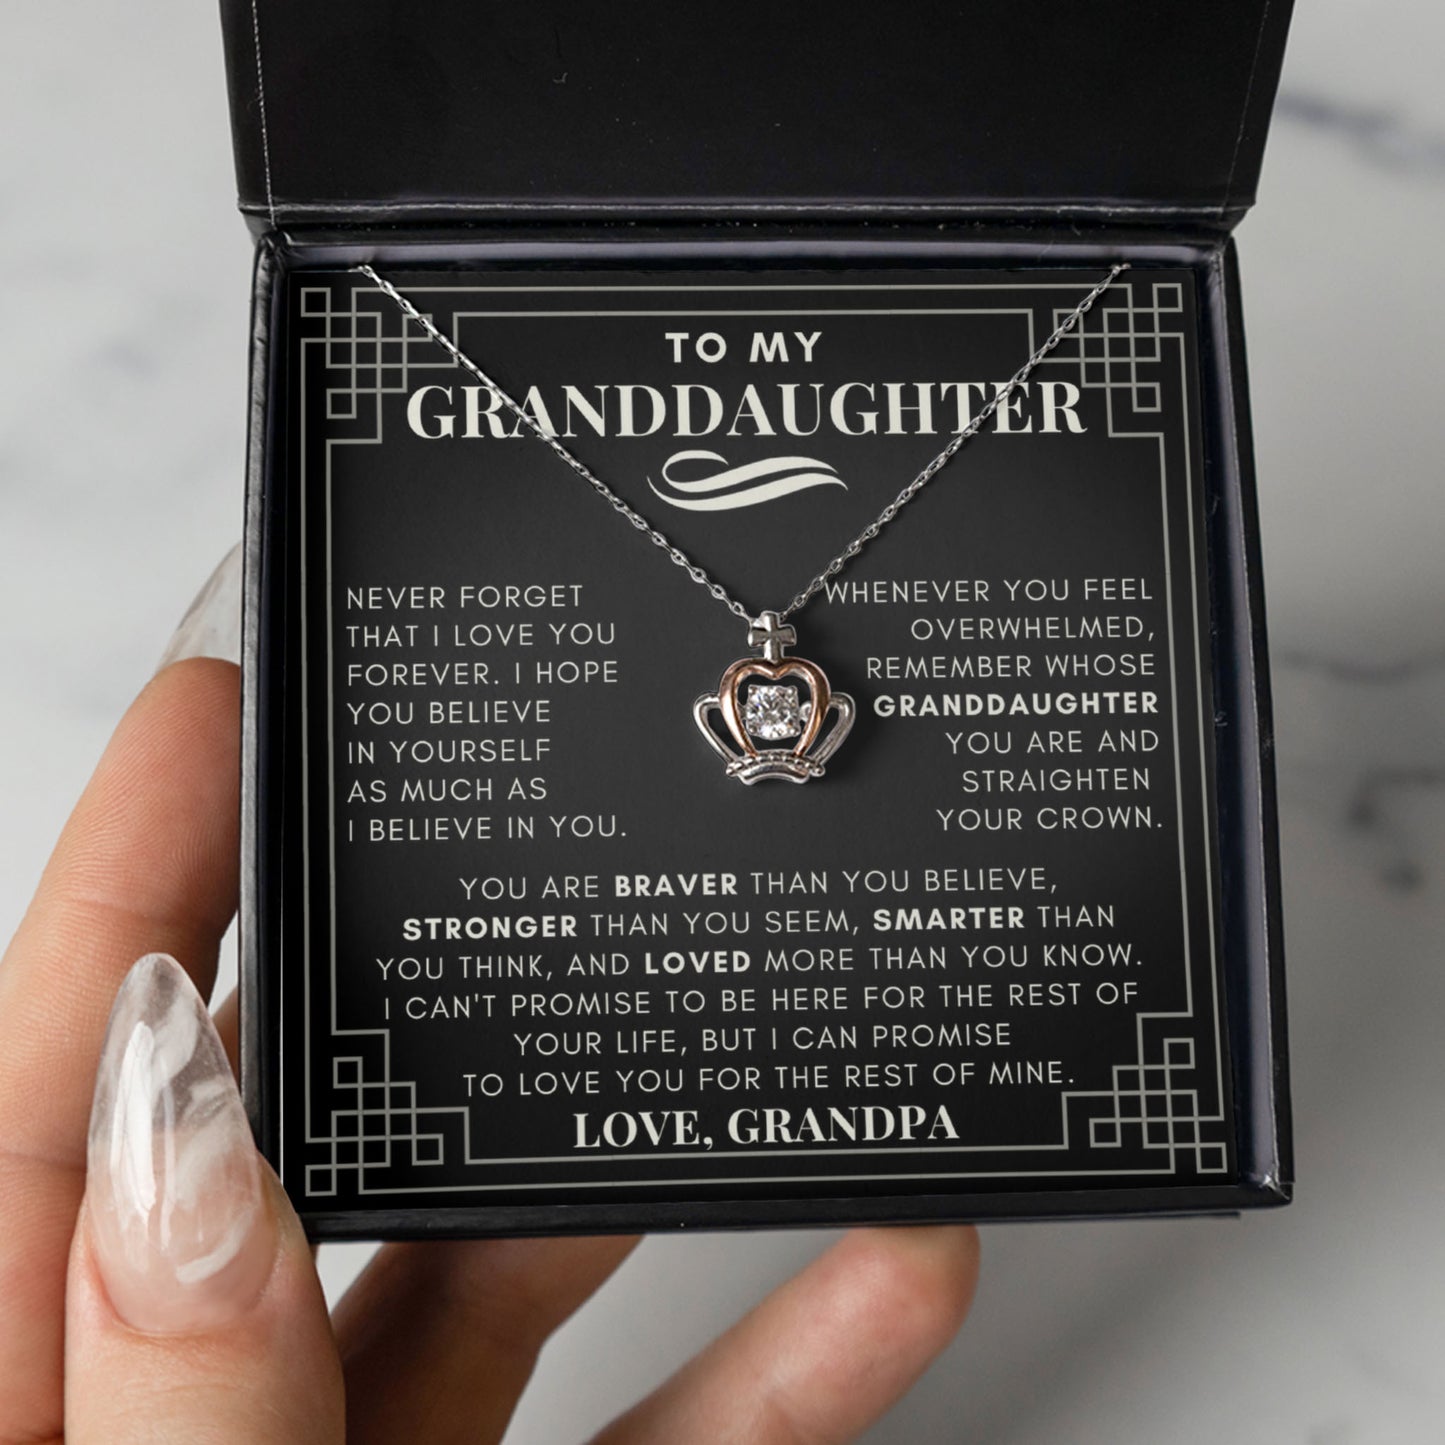 TO MY
GRANDDAUGHTER
NEVER FORGET
THAT I LOVE YOU
FOREVER. I HOPE
YOU BELIEVE
IN YOURSELF
AS MUCH AS
I BELIEVE IN YOU.
WHENEVER YOU FEEL
OVERWHELMED,
REMEMBER WHOSE
GRANDDAUGHTER
YOU ARE AND
STRAIGHTEN
YOUR CROWN.
YOU ARE BRAVER THAN YOU BELIEVE,
STRONGER THAN YOU SEEM, SMARTER THAN
YOU THINK, AND LOVED MORE THAN YOU KNOW.
I CAN'T PROMISE TO BE HERE FOR THE REST OF
YOUR LIFE, BUT I CAN PROMISE
TO LOVE YOU FOR THE REST OF MINE.
LOVE, GRANDPA